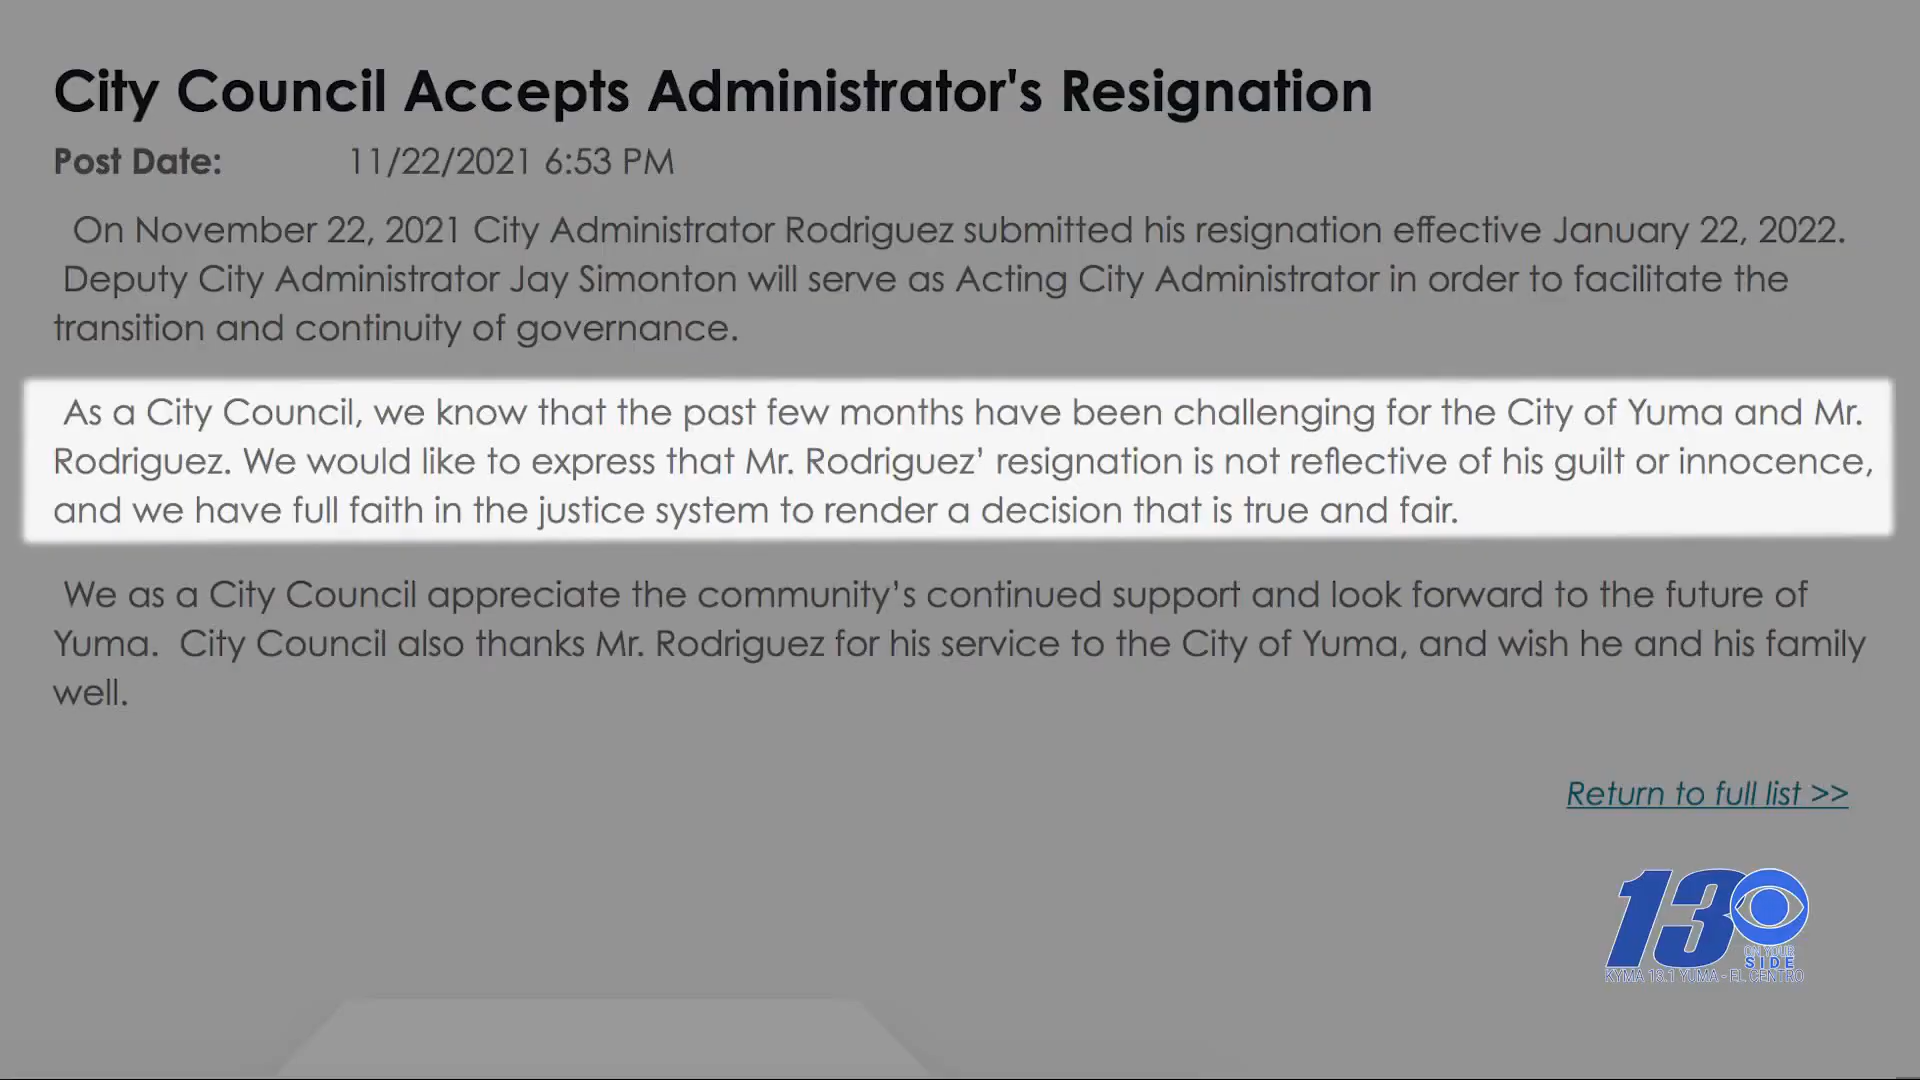 City Council Accepts Administrator's Resignation
Post Date: 11/22/2021 6:53 PM
On November 22, 2021 City Administrator Rodriguez submitted his resignation effective January 22, 2022.
Deputy City Administrator Jay Simonton will serve as Acting City Administrator in order to facilitate the
transition and continuity of governance.
As a City Council, we know that the past few months have been challenging for the City of Yuma and Mr.
Rodriguez. We would like to express that Mr. Rodriguez’ resignation is not reflective of his guilt or innocence,
and we have full faith in the justice system to render a decision that is true and fair.
We as a City Council appreciate the community’s continued support and look forward to the future of
Yuma. City Council also thanks Mr. Rodriguez for his service to the City of Yuma, and wish he and his family
well.
Return to full list >>
13
ON YOUR
SIDE
KYMA 13.1 YUMA - EL CENTRO